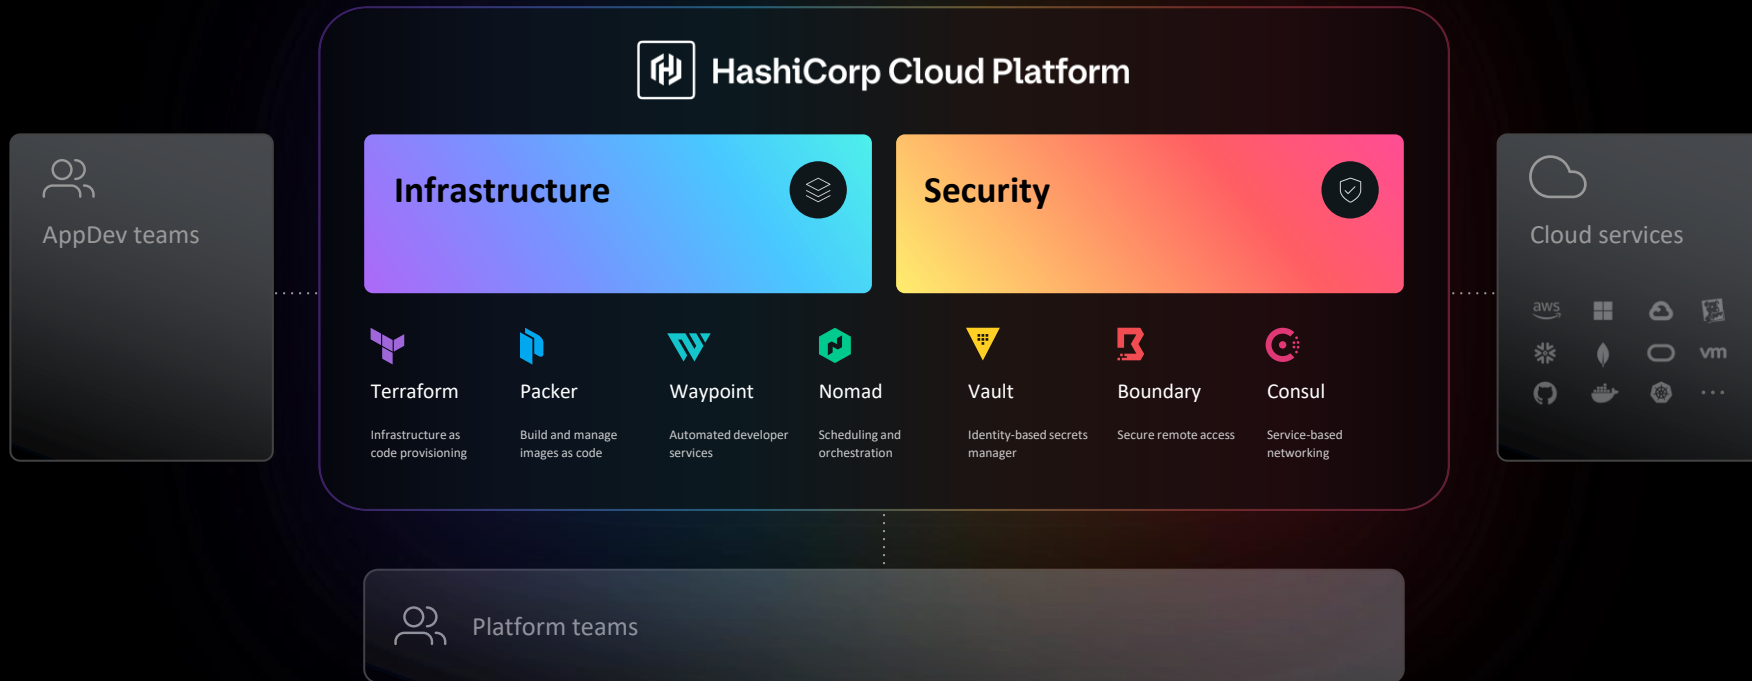 HashiCorp Cloud Platform
Infrastructure
Security
AppDev teams
Cloud services
aws
vm
Terraform
Packer
Waypoint
Nomad
Vault
Boundary
Consul
Infrastructure as
code provisioning
Build and manage
images as code
Automated developer
services
Scheduling and
orchestration
Identity-based secrets
manager
Secure remote access
Service-based
networking
Platform teams